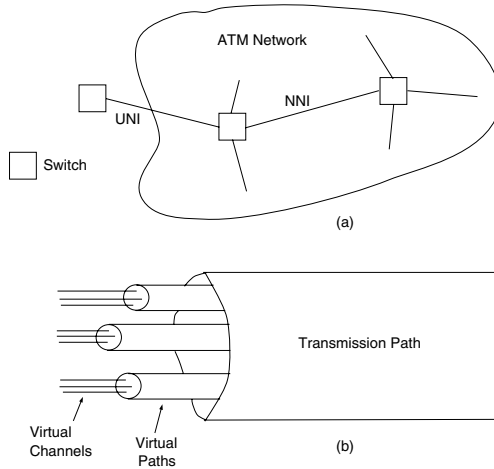 ATM Network
NNI
UNI
Switch
(a)
Transmission Path
Virtual
Channels
Virtual
Paths
(b)